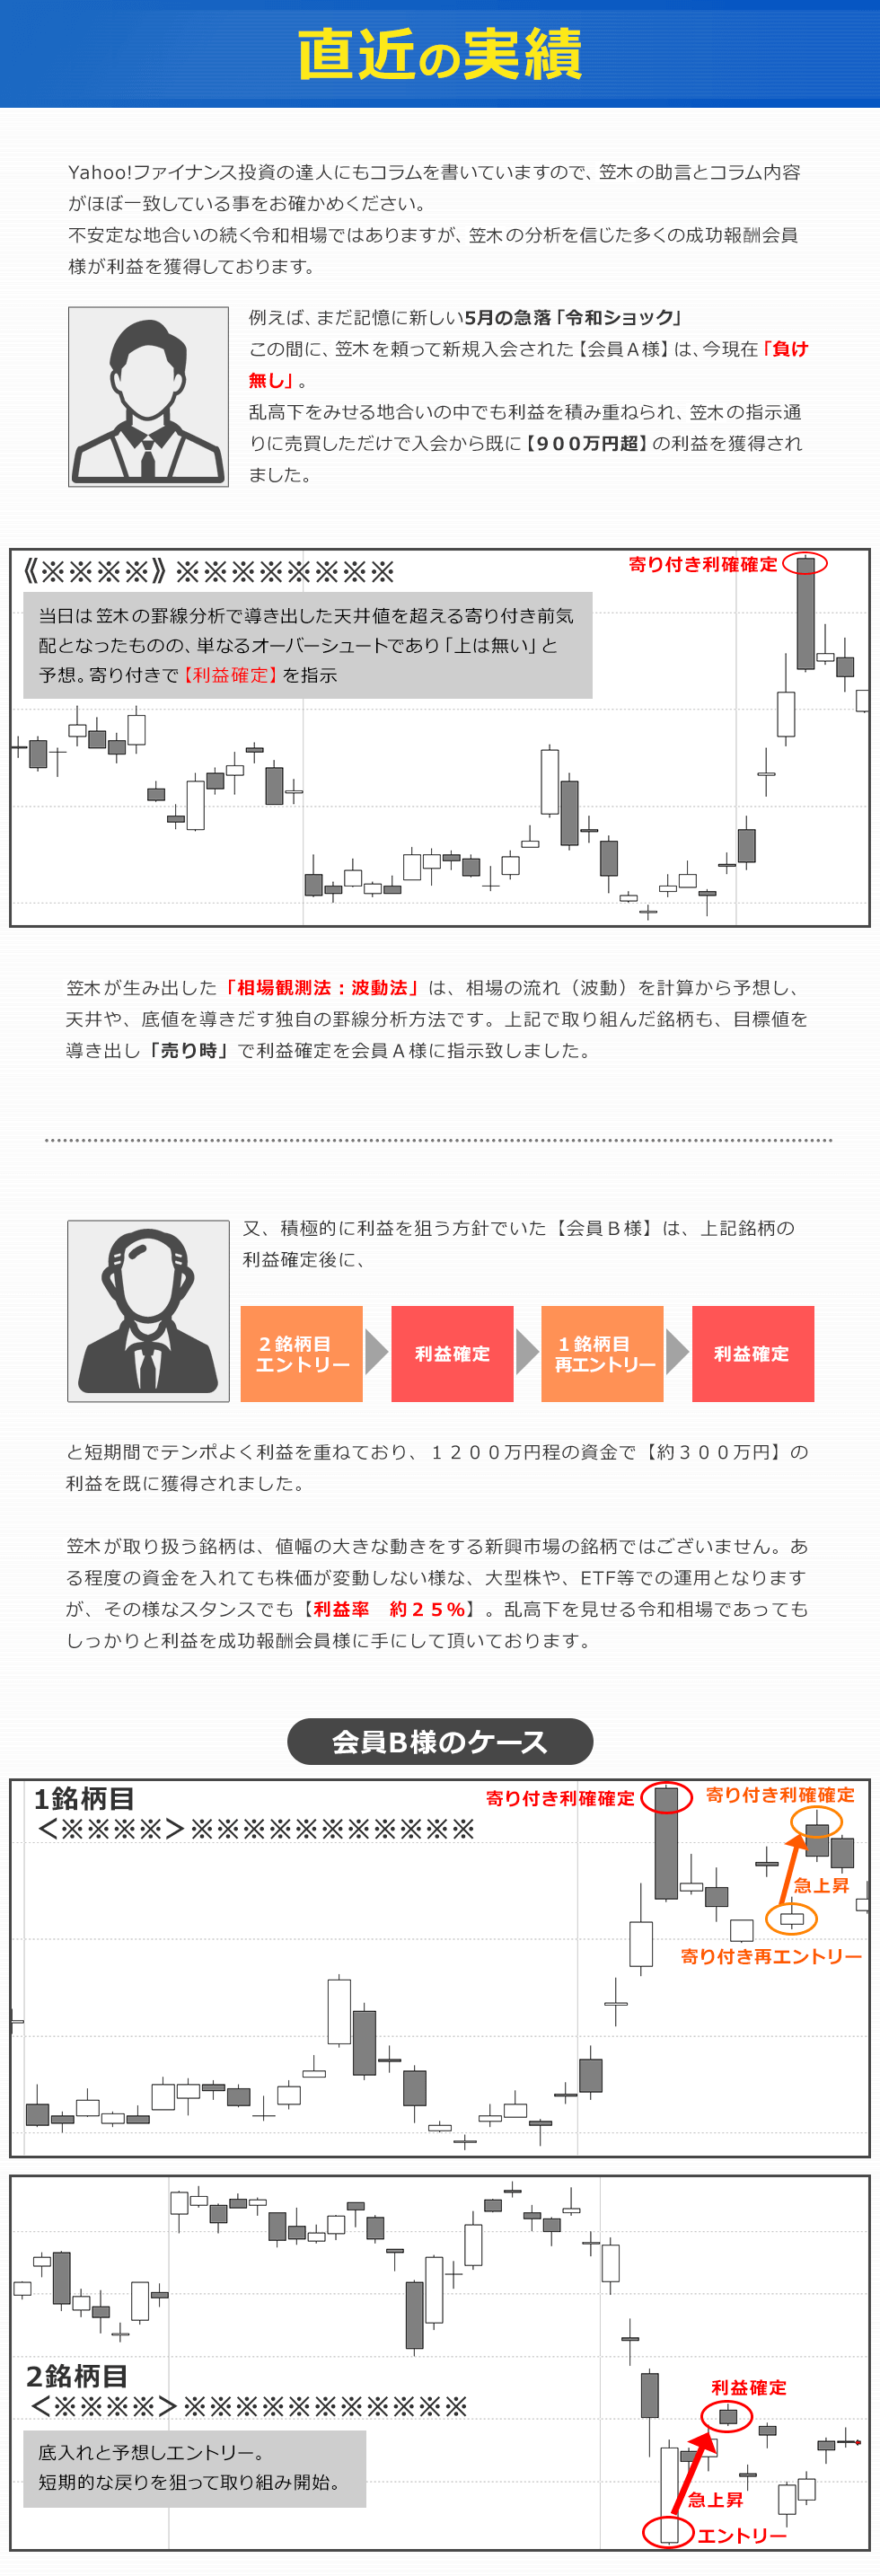 直近の実績
Yahoo!ファイナンス投資の達人にもコラムを書いていますので、笠木の助言とコラム内容
がほぼ一致している事をお確かめください。
不安定な地合いの続く令和相場ではありますが、笠木の分析を信じた多くの成功報酬会員
様が利益を獲得しております。
例えば、まだ記憶に新しい5月の急落「令和ショック」
この間に、笠木を頼って新規入会された【会員A様】は、今現在「負け
無し」。
乱高下をみせる地合いの中でも利益を積み重ねられ、笠木の指示通
りに売買しただけで入会から既に【900万円超】の利益を獲得され
ました。
《※※※※》※※※※※※※※
寄り付き利確確定
当日は笠木の罫線分析で導き出した天井値を超える寄り付き前気
配となったものの、単なるオーバーシュートであり「上は無い」と
予想。寄り付きで【利益確定】を指示
笠木が生み出した「相場観測法：波動法」は、相場の流れ（波動）を計算から予想し、
天井や、底値を導きだす独自の罫線分析方法です。上記で取り組んだ銘柄も、目標値を
導き出し「売り時」で利益確定を会員A様に指示致しました。
又、積極的に利益を狙う方針でいた【会員B様】は、上記銘柄の
利益確定後に、
２銘柄目
エントリー
利益確定
１銘柄目
再エントリー
利益確定
と短期間でテンポよく利益を重ねており、１２００万円程の資金で【約３００万円】の
利益を既に獲得されました。
笠木が取り扱う銘柄は、値幅の大きな動きをする新興市場の銘柄ではございません。あ
る程度の資金を入れても株価が変動しない様な、大型株や、ETF等での運用となります
が、その様なスタンスでも【利益率　約２５％】。乱高下を見せる令和相場であっても
しっかりと利益を成功報酬会員様に手にして頂いております。
会員B様のケース
1銘柄目
＜※※※※＞※※※※※※※※※※※
寄り付き利確確定
寄り付き利確確定
急上昇
寄り付き再エントリー
2銘柄目
＜※※※※＞※※※※※※※※※※※
底入れと予想しエントリー。
短期的な戻りを狙って取り組み開始。
利益確定
急上昇
エントリー